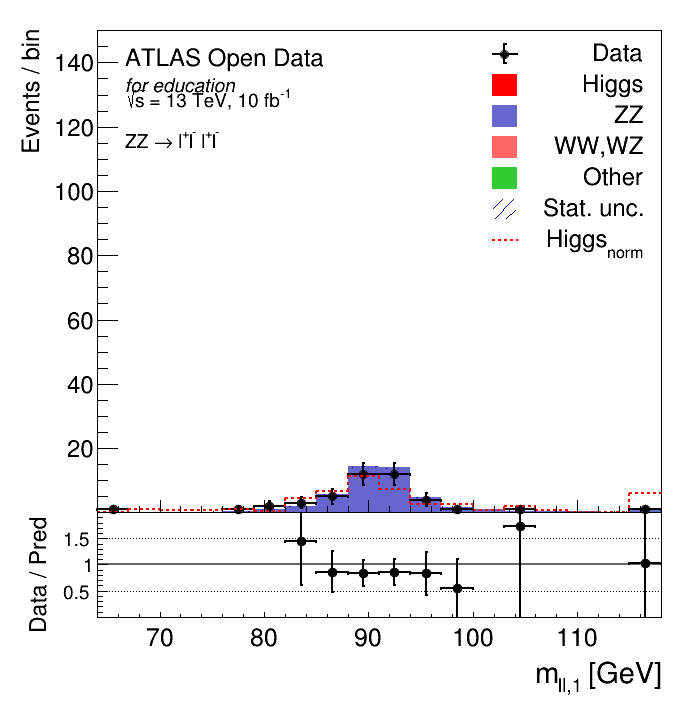 Events / bin
140
120
100
80
60
40
20
ATLAS Open Data
for education
√s = 13 TeV, 10 fb⁻¹
ZZ → l⁺l⁻ l⁺l⁻
Data
Higgs
ZZ
WW,WZ
Other
Stat. unc.
Higgs_norm
Data / Pred
1.5
1
0.5
70 80 90 100 110
m_ll,1 [GeV]